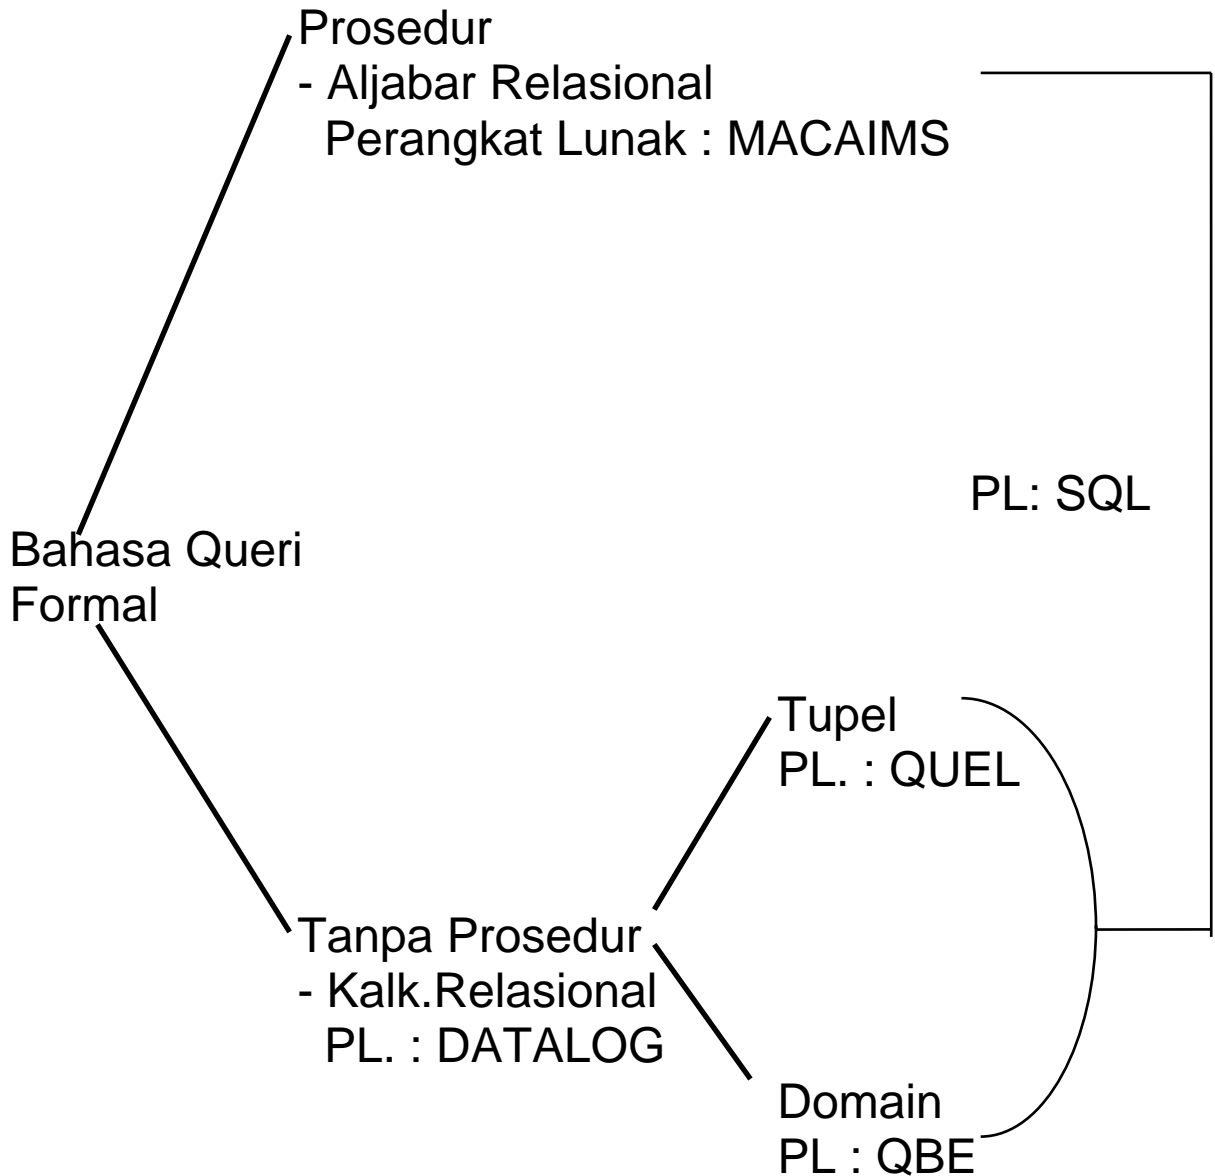 Prosedur
- Aljabar Relasional
Perangkat Lunak : MACAIMS
PL: SQL
Bahasa Queri
Formal
Tupel
PL. : QUEL
Tanpa Prosedur
- Kalk.Relasional
PL. : DATALOG
Domain
PL : QBE